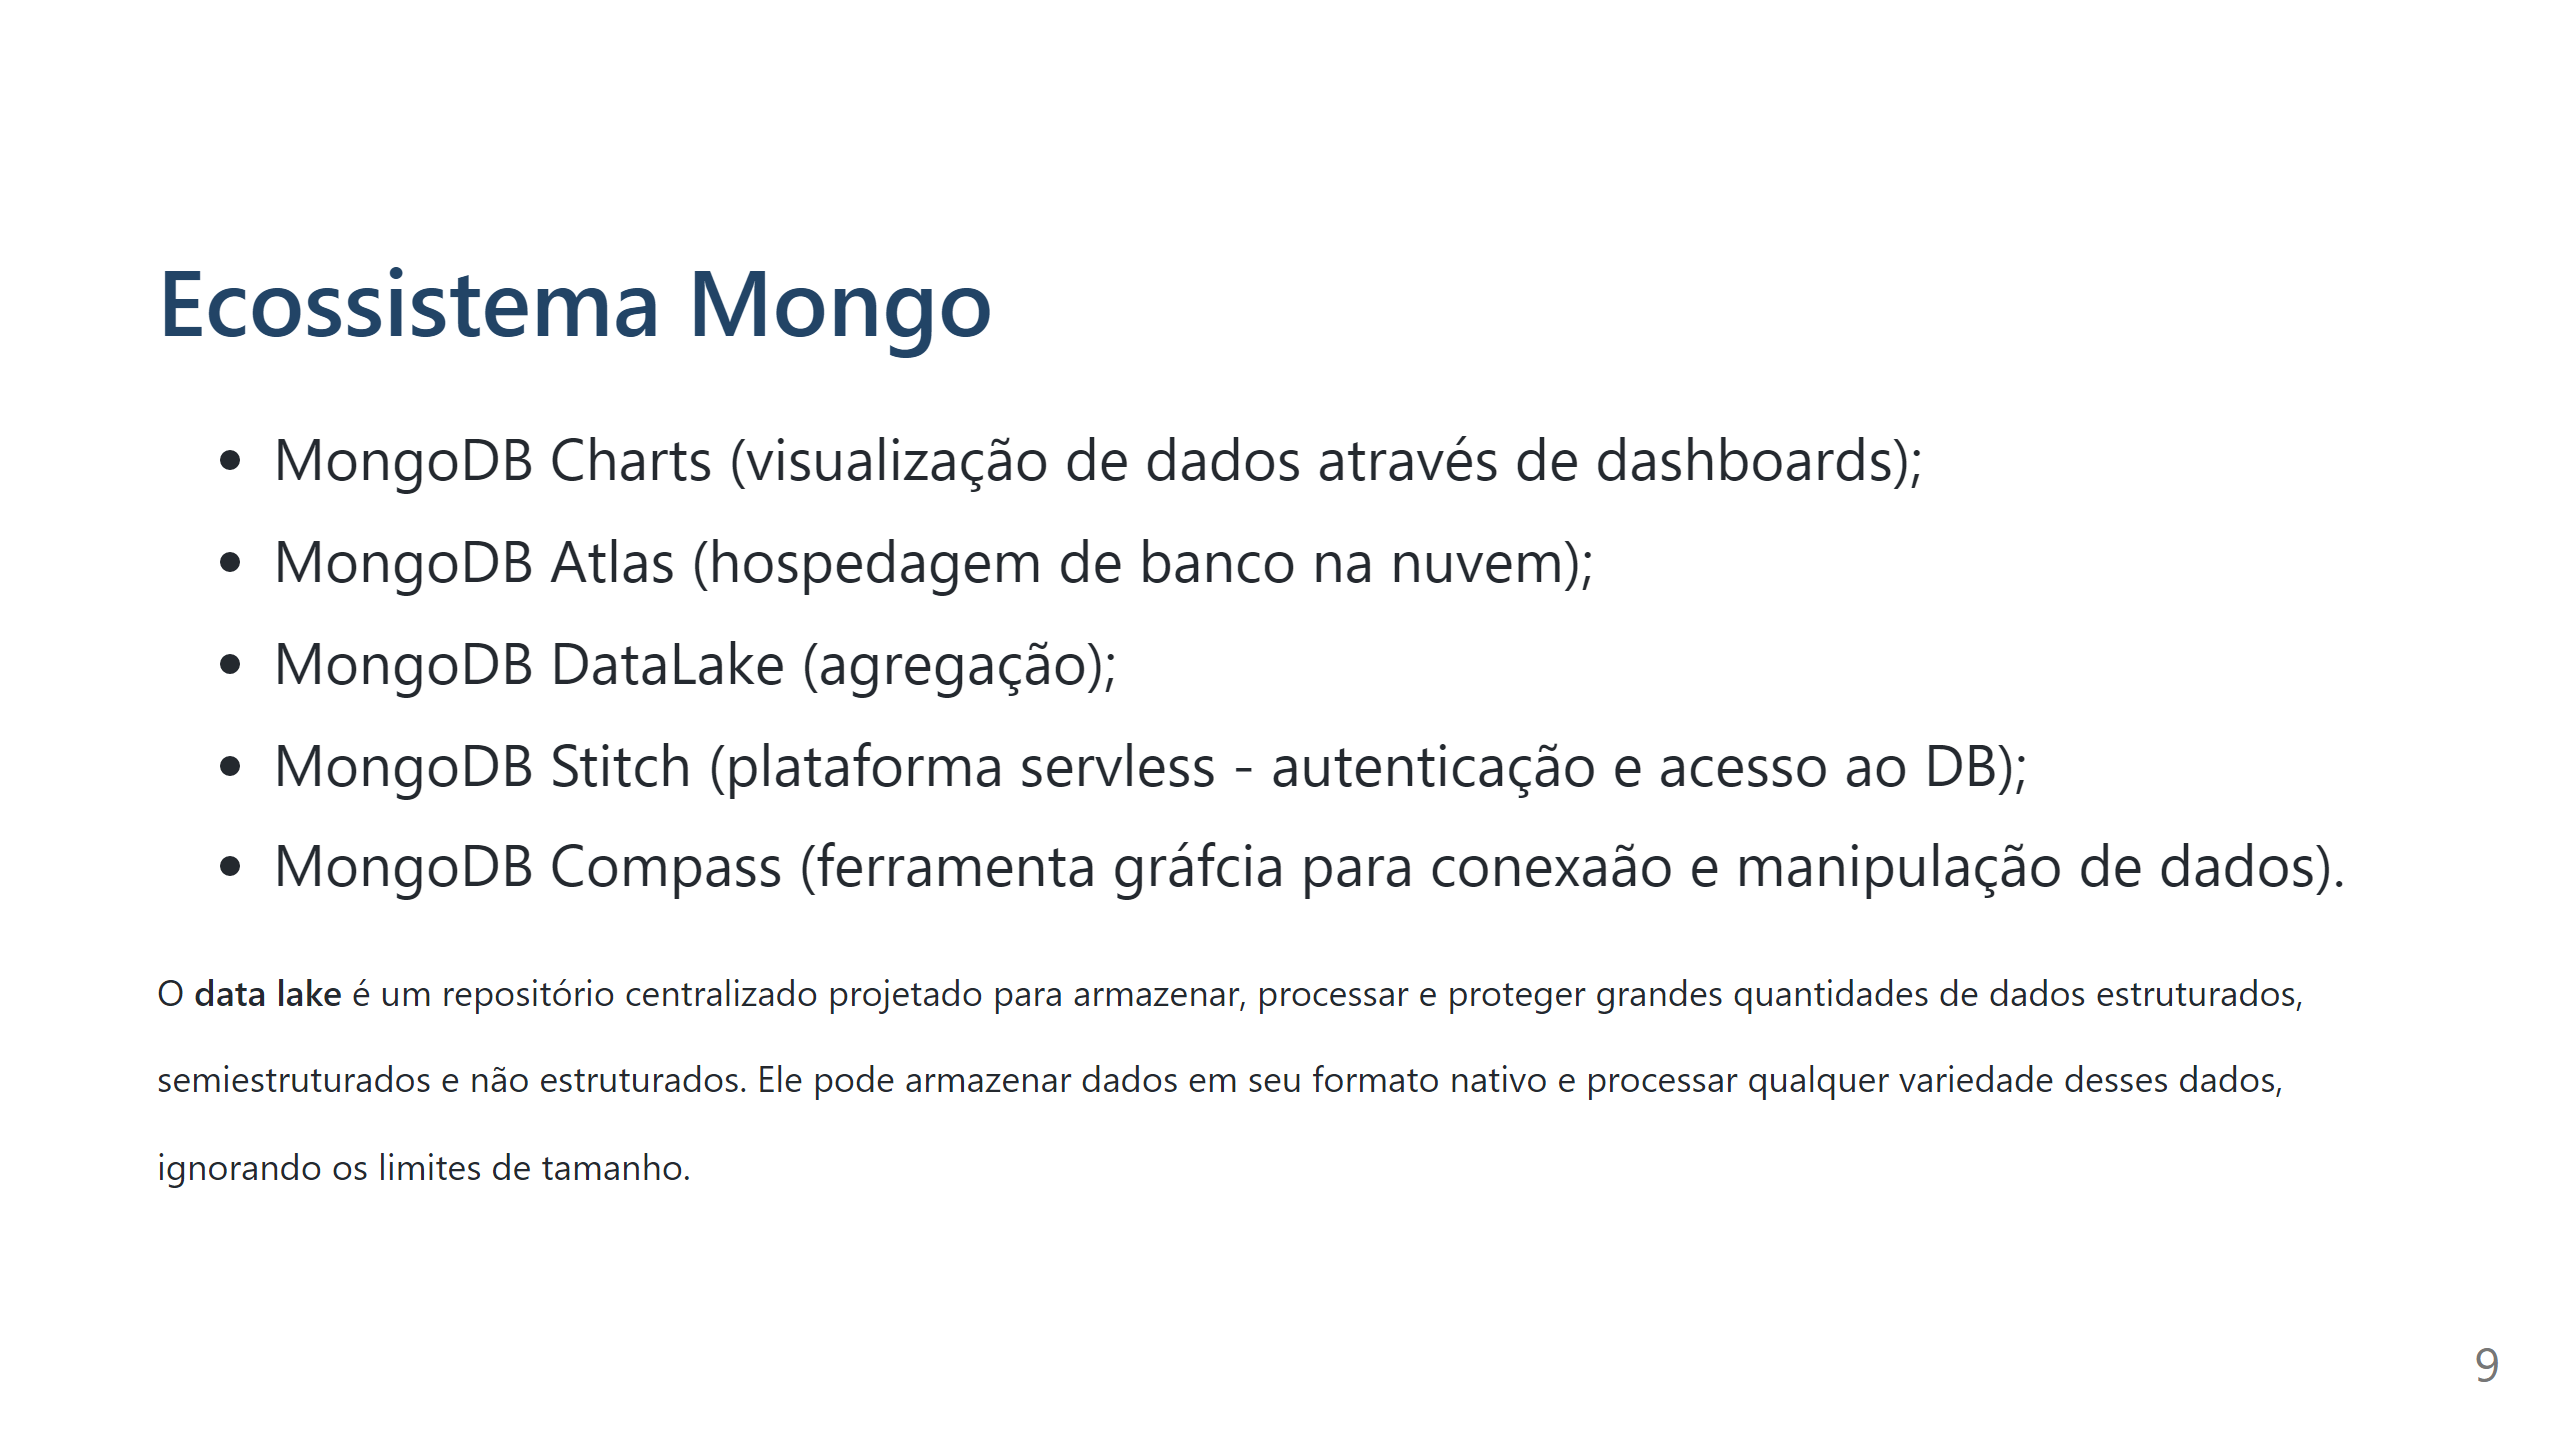 Ecossistema Mongo
• MongoDB Charts (visualização de dados através de dashboards);
• MongoDB Atlas (hospedagem de banco na nuvem);
• MongoDB DataLake (agregação);
• MongoDB Stitch (plataforma servless - autenticação e acesso ao DB);
• MongoDB Compass (ferramenta gráfcia para conexaão e manipulação de dados).
O data lake é um repositório centralizado projetado para armazenar, processar e proteger grandes quantidades de dados estruturados,
semiestruturados e não estruturados. Ele pode armazenar dados em seu formato nativo e processar qualquer variedade desses dados,
ignorando os limites de tamanho.
9